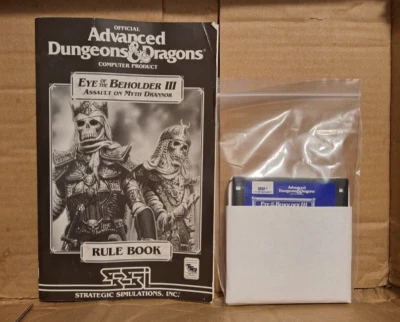 OFFICIAL
Advanced
Dungeons & Dragons®
COMPUTER PRODUCT
EYE OF THE BEHOLDER III
ASSAULT ON MYTH DRANNOR
RULE BOOK
SSI
STRATEGIC SIMULATIONS, INC.
Advanced
Dungeons & Dragons
EYE OF THE BEHOLDER III